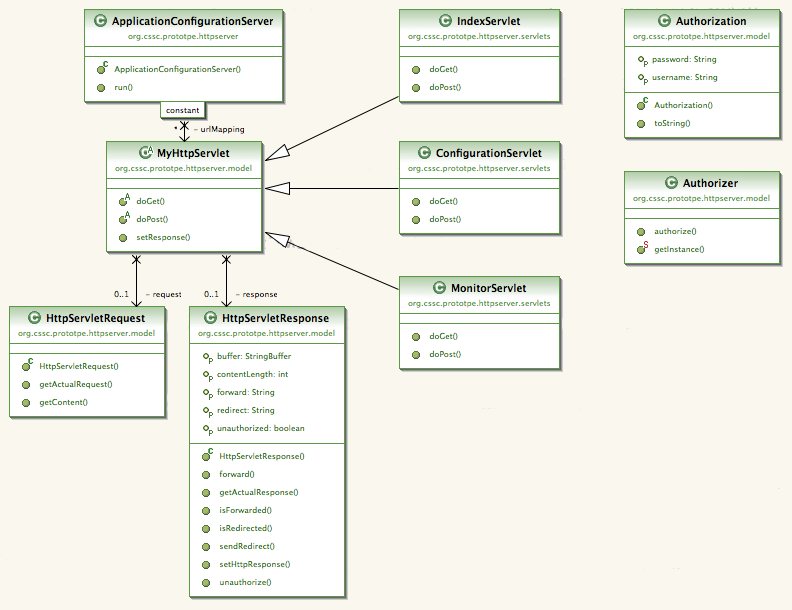 ApplicationConfigurationServer
org.cssc.prototpe.httpserver
ApplicationConfigurationServer()
run()
constant
* – urlMapping
IndexServlet
org.cssc.prototpe.httpserver.servlets
doGet()
doPost()
Authorization
org.cssc.prototpe.httpserver.model
password: String
username: String
Authorization()
toString()
MyHttpServlet
org.cssc.prototpe.httpserver.model
doGet()
doPost()
setResponse()
ConfigurationServlet
org.cssc.prototpe.httpserver.servlets
doGet()
doPost()
Authorizer
org.cssc.prototpe.httpserver.model
authorize()
getInstance()
MonitorServlet
org.cssc.prototpe.httpserver.servlets
doGet()
doPost()
0..1 – request
0..1 – response
HttpServletRequest
org.cssc.prototpe.httpserver.model
HttpServletRequest()
getActualRequest()
getContent()
HttpServletResponse
org.cssc.prototpe.httpserver.model
buffer: StringBuffer
contentLength: int
forward: String
redirect: String
unauthorized: boolean
HttpServletResponse()
forward()
getActualResponse()
isForwarded()
isRedirected()
sendRedirect()
setHttpResponse()
unauthorize()